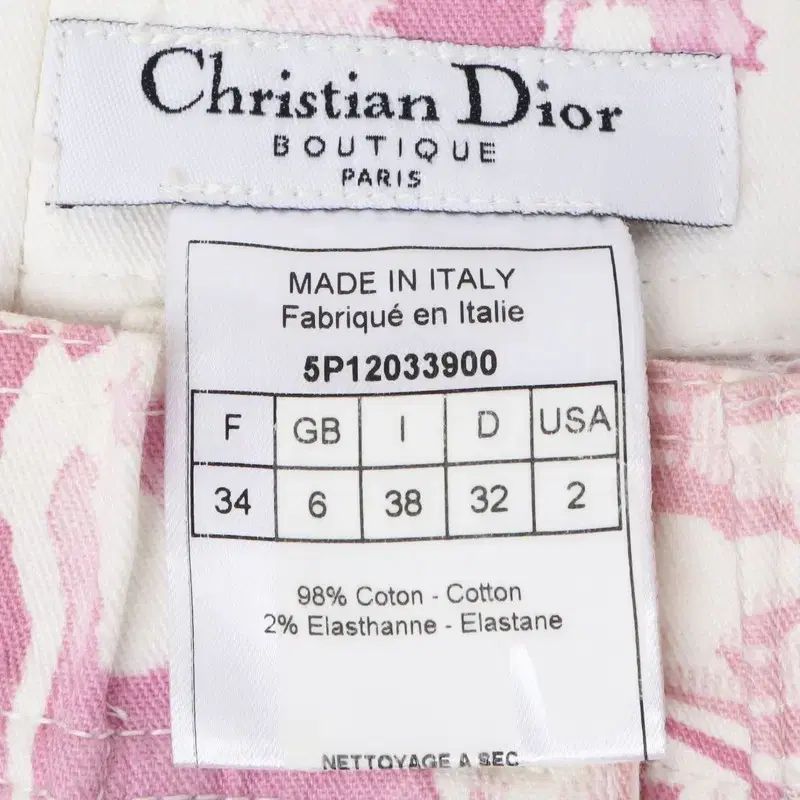 Christian Dior
BOUTIQUE
PARIS
MADE IN ITALY
Fabriqué en Italie
5P12033900
F GB I D USA
34 6 38 32 2
98% Coton - Cotton
2% Elasthanne - Elastane
NETTOYAGE A SEC